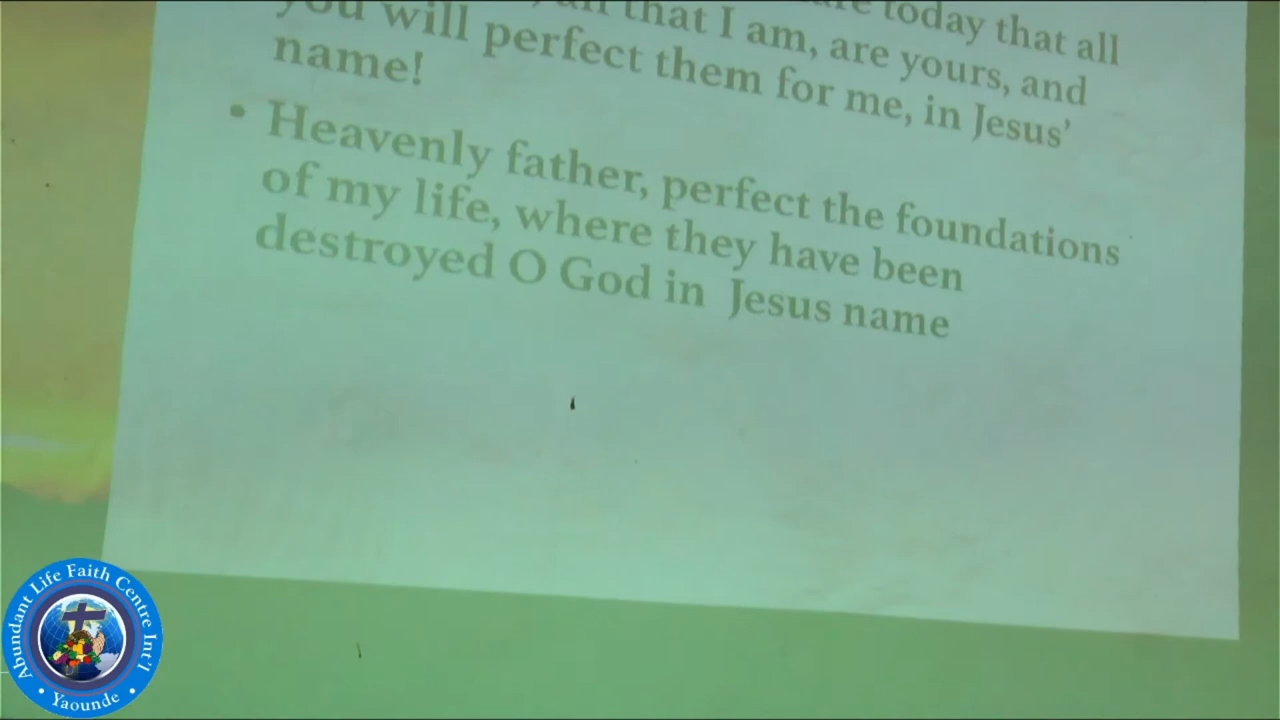 today that all
that I am, are yours, and
you will perfect them for me, in Jesus’
name!
• Heavenly father, perfect the foundations
of my life, where they have been
destroyed O God in Jesus name
Abundant Life Faith Centre Int'l
• Yaounde •